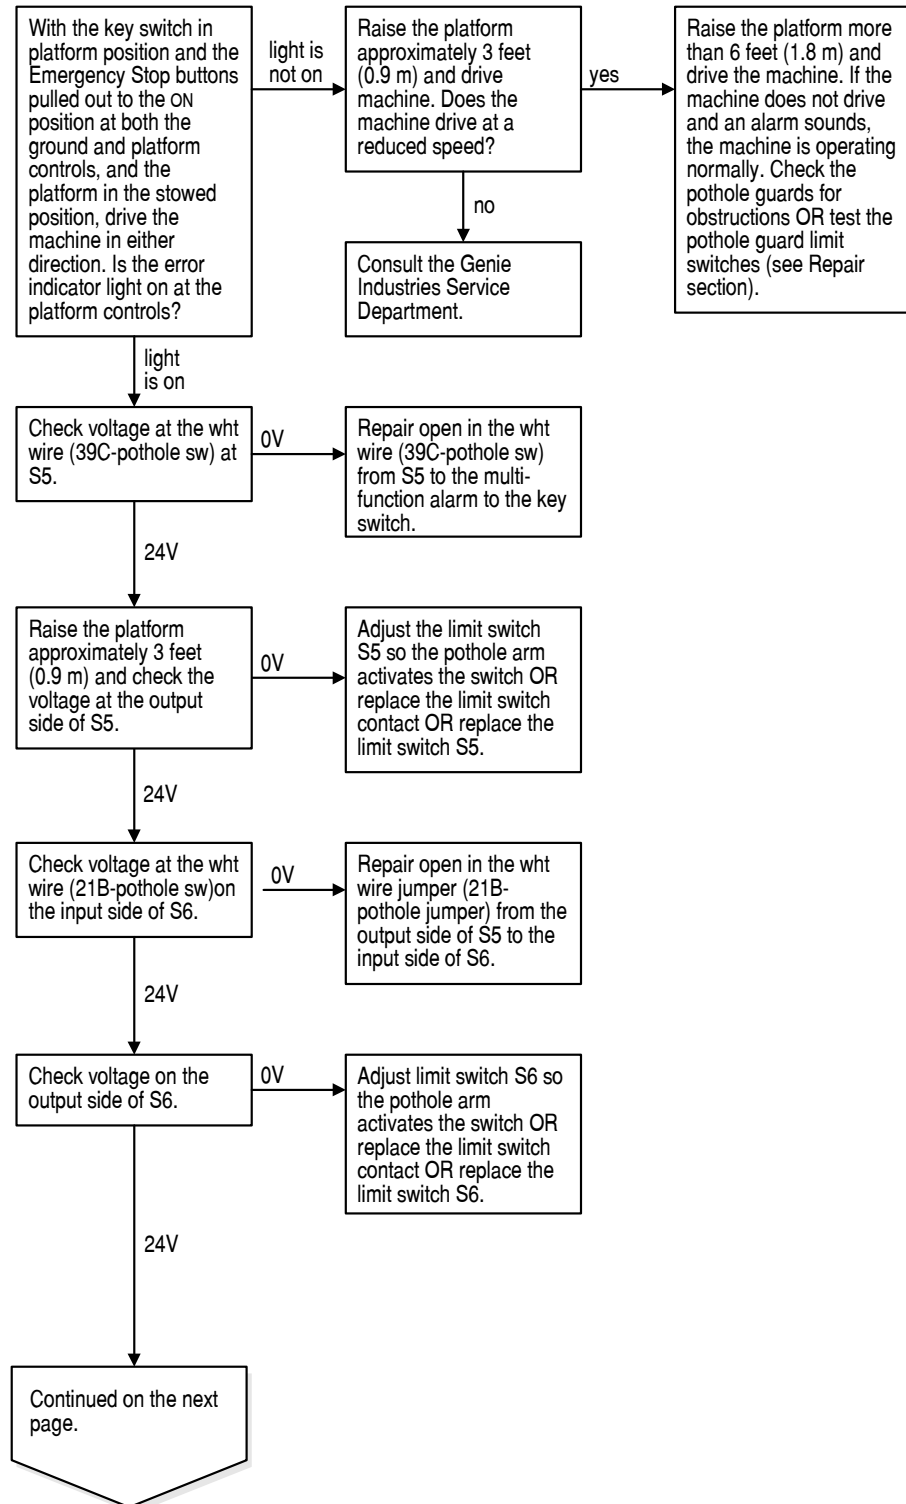 With the key switch in
platform position and the
Emergency Stop buttons
pulled out to the ON
position at both the
ground and platform
controls, and the
platform in the stowed
position, drive the
machine in either
direction. Is the error
indicator light on at the
platform controls?
light is
not on
Raise the platform
approximately 3 feet
(0.9 m) and drive
machine. Does the
machine drive at a
reduced speed?
yes
Raise the platform more
than 6 feet (1.8 m) and
drive the machine. If the
machine does not drive
and an alarm sounds,
the machine is operating
normally. Check the
pothole guards for
obstructions OR test the
pothole guard limit
switches (see Repair
section).
no
Consult the Genie
Industries Service
Department.
light
is on
Check voltage at the wht
wire (39C-pothole sw) at
S5.
0V
Repair open in the wht
wire (39C-pothole sw)
from S5 to the multi-
function alarm to the key
switch.
24V
Raise the platform
approximately 3 feet
(0.9 m) and check the
voltage at the output
side of S5.
0V
Adjust the limit switch
S5 so the pothole arm
activates the switch OR
replace the limit switch
contact OR replace the
limit switch S5.
24V
Check voltage at the wht
wire (21B-pothole sw)on
the input side of S6.
0V
Repair open in the wht
wire jumper (21B-
pothole jumper) from the
output side of S5 to the
input side of S6.
24V
Check voltage on the
output side of S6.
0V
Adjust limit switch S6 so
the pothole arm
activates the switch OR
replace the limit switch
contact OR replace the
limit switch S6.
24V
Continued on the next
page.